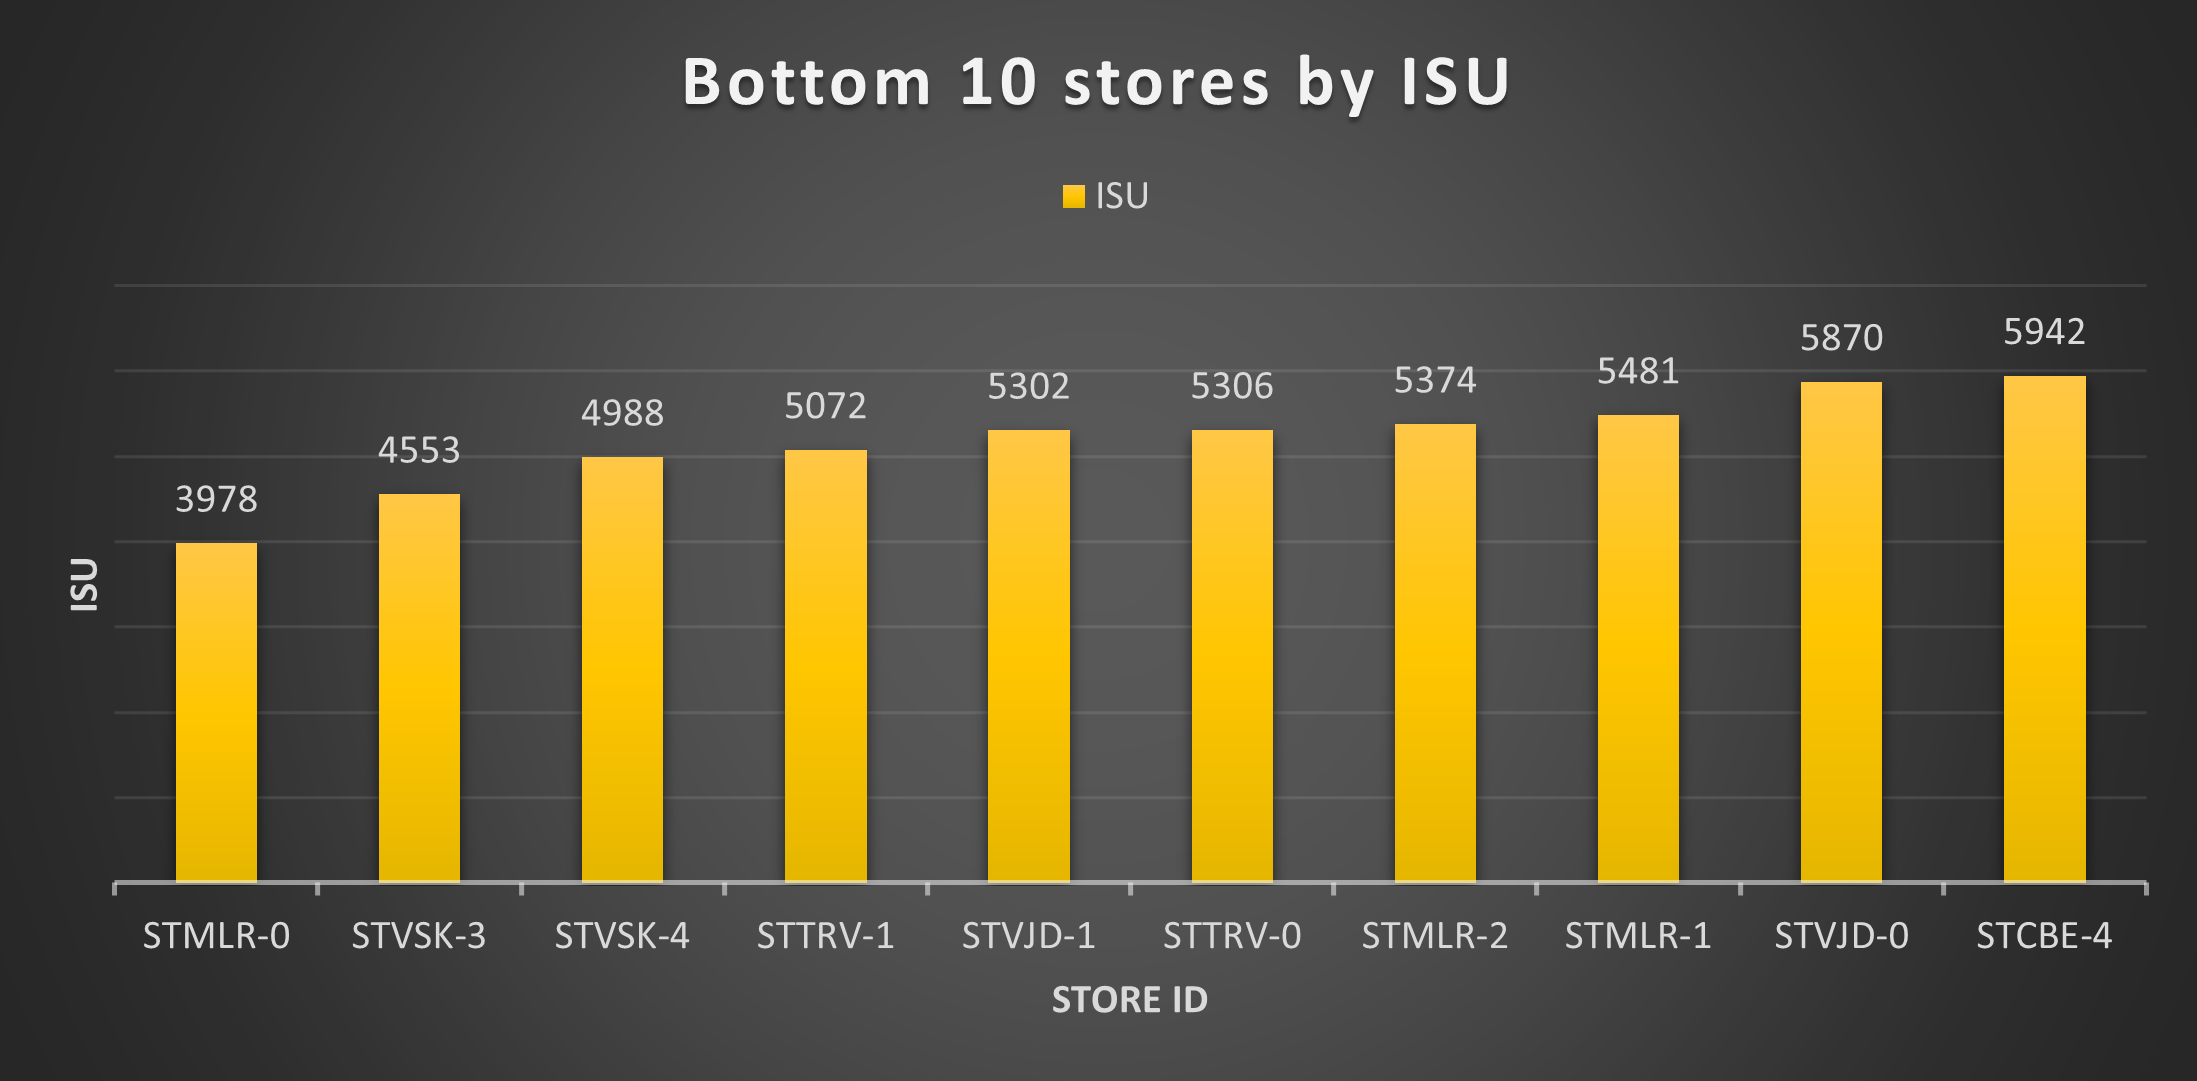 Bottom 10 stores by ISU
ISU
3978 4553 4988 5072 5302 5306 5374 5481 5870 5942
ISU
STMLR-0 STVSK-3 STVSK-4 STTRV-1 STVJD-1 STTRV-0 STMLR-2 STMLR-1 STVJD-0 STCBE-4
STORE ID